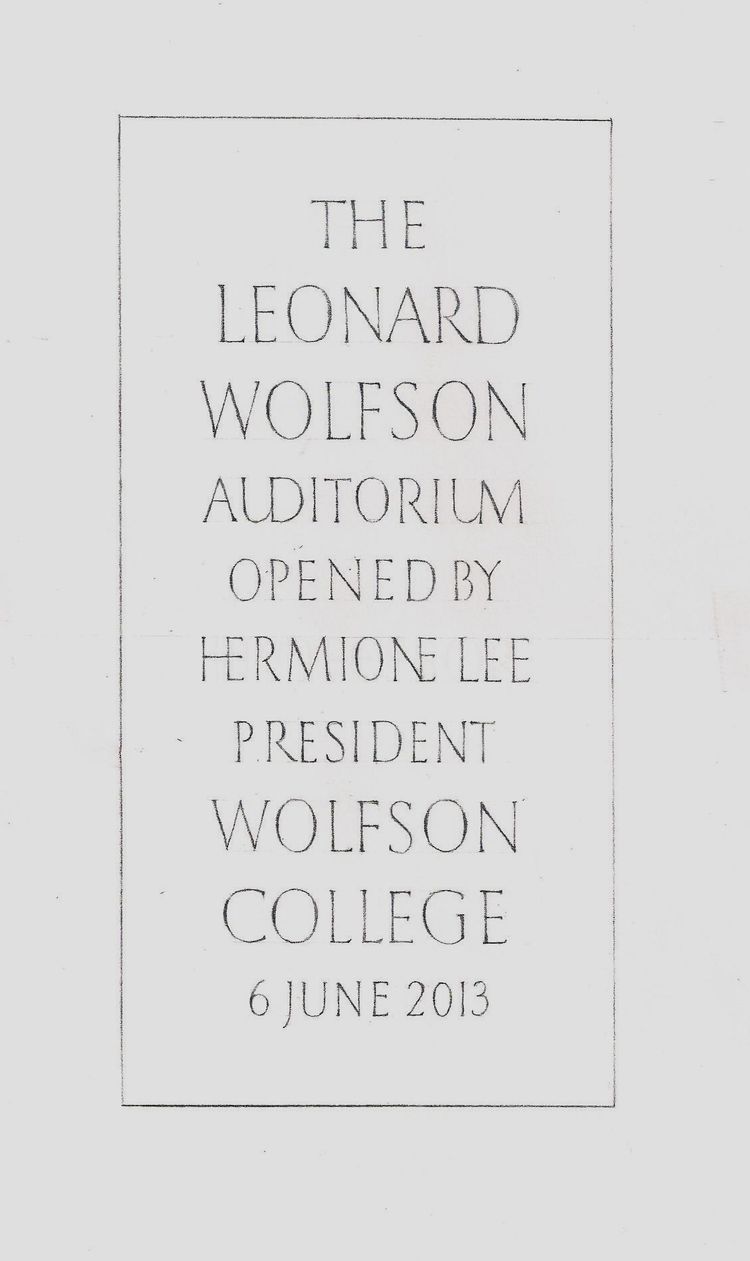 THE
LEONARD
WOLFSON
AUDITORIUM
OPENED BY
HERMIONE LEE
PRESIDENT
WOLFSON
COLLEGE
6 JUNE 2013